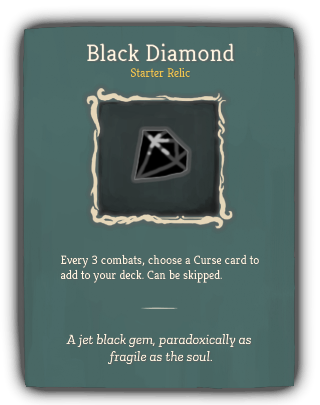 Black Diamond
Starter Relic
Every 3 combats, choose a Curse card to
add to your deck. Can be skipped.
A jet black gem, paradoxically as
fragile as the soul.